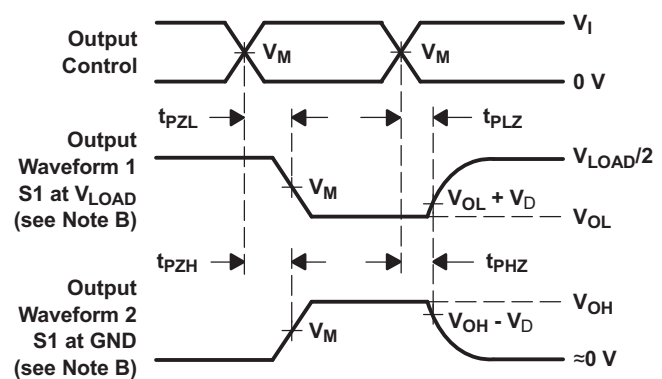 Output
Control
V_M
V_M
V_I
0 V
t_PZL
t_PLZ
Output
Waveform 1
S1 at V_LOAD
(see Note B)
V_M
V_LOAD/2
V_OL + V_D
V_OL
t_PZH
t_PHZ
Output
Waveform 2
S1 at GND
(see Note B)
V_M
V_OH
V_OH - V_D
≈0 V